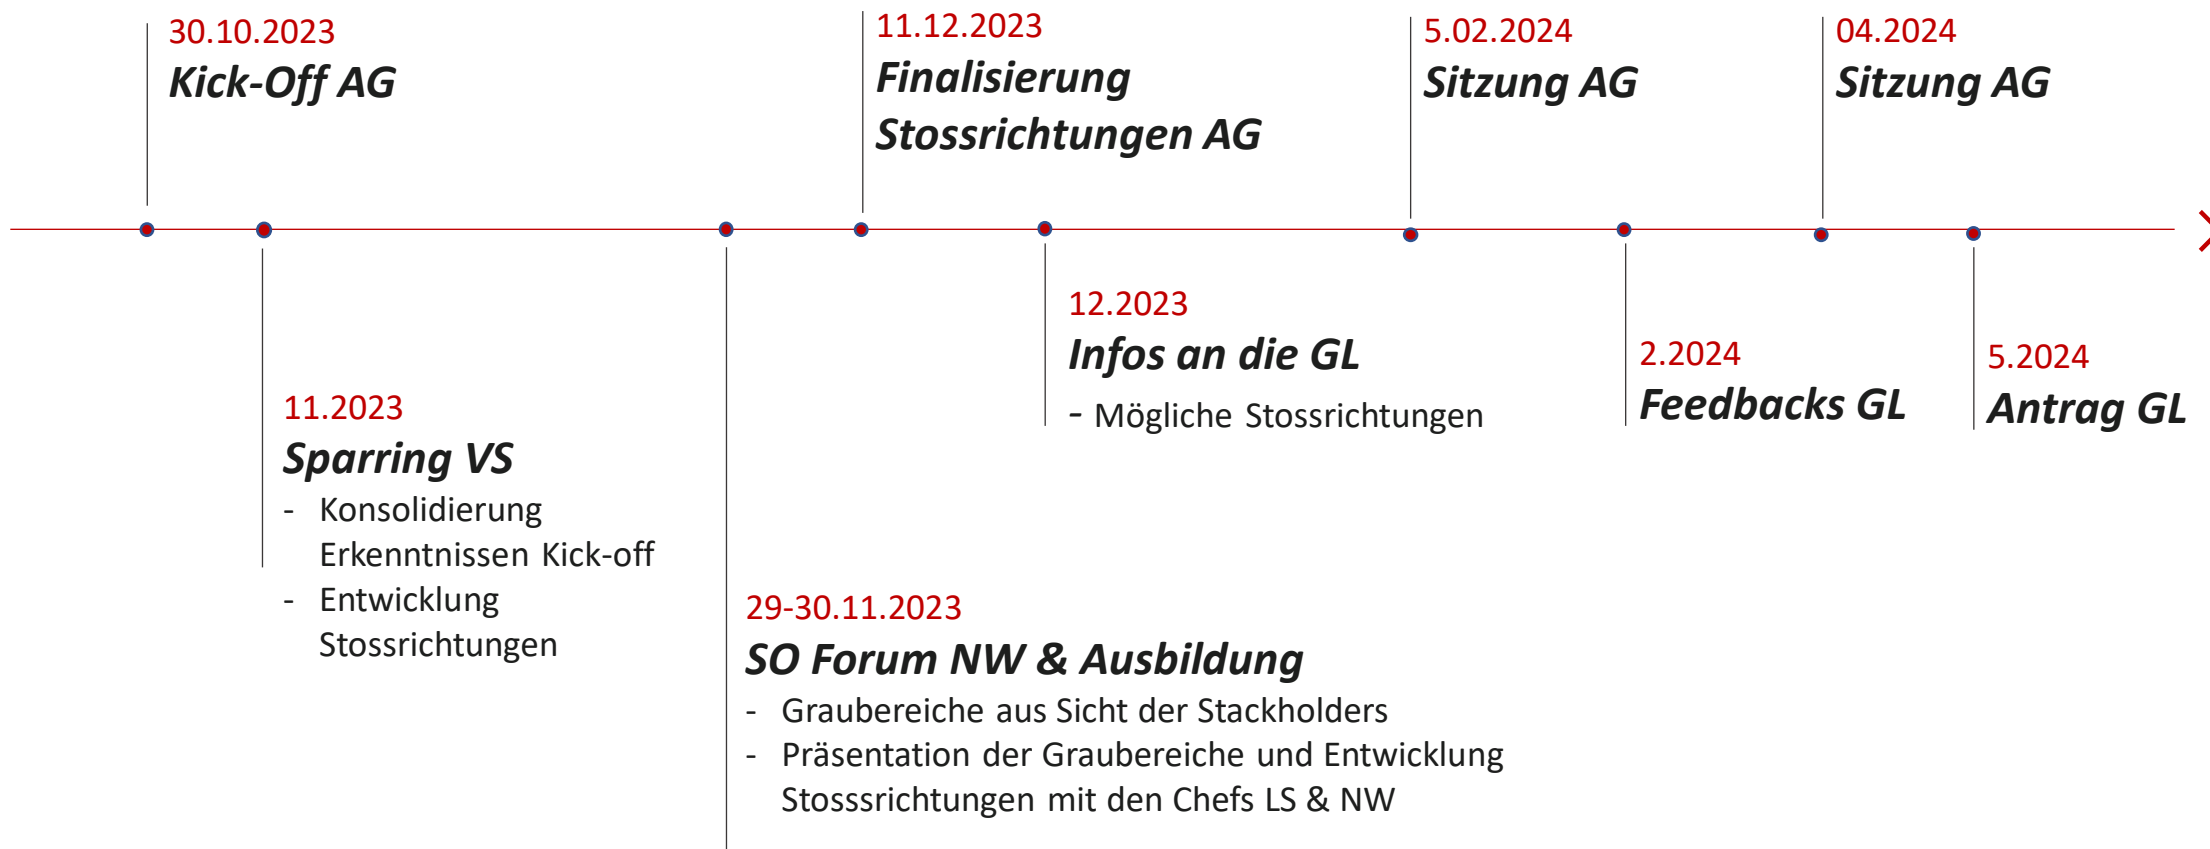 30.10.2023
Kick-Off AG
11.12.2023
Finalisierung
Stossrichtungen AG
5.02.2024
Sitzung AG
04.2024
Sitzung AG
11.2023
Sparring VS
- Konsolidierung
Erkenntnissen Kick-off
- Entwicklung
Stossrichtungen
29-30.11.2023
SO Forum NW & Ausbildung
- Graubereiche aus Sicht der Stackholders
- Präsentation der Graubereiche und Entwicklung
Stosssrichtungen mit den Chefs LS & NW
12.2023
Infos an die GL
- Mögliche Stossrichtungen
2.2024
Feedbacks GL
5.2024
Antrag GL